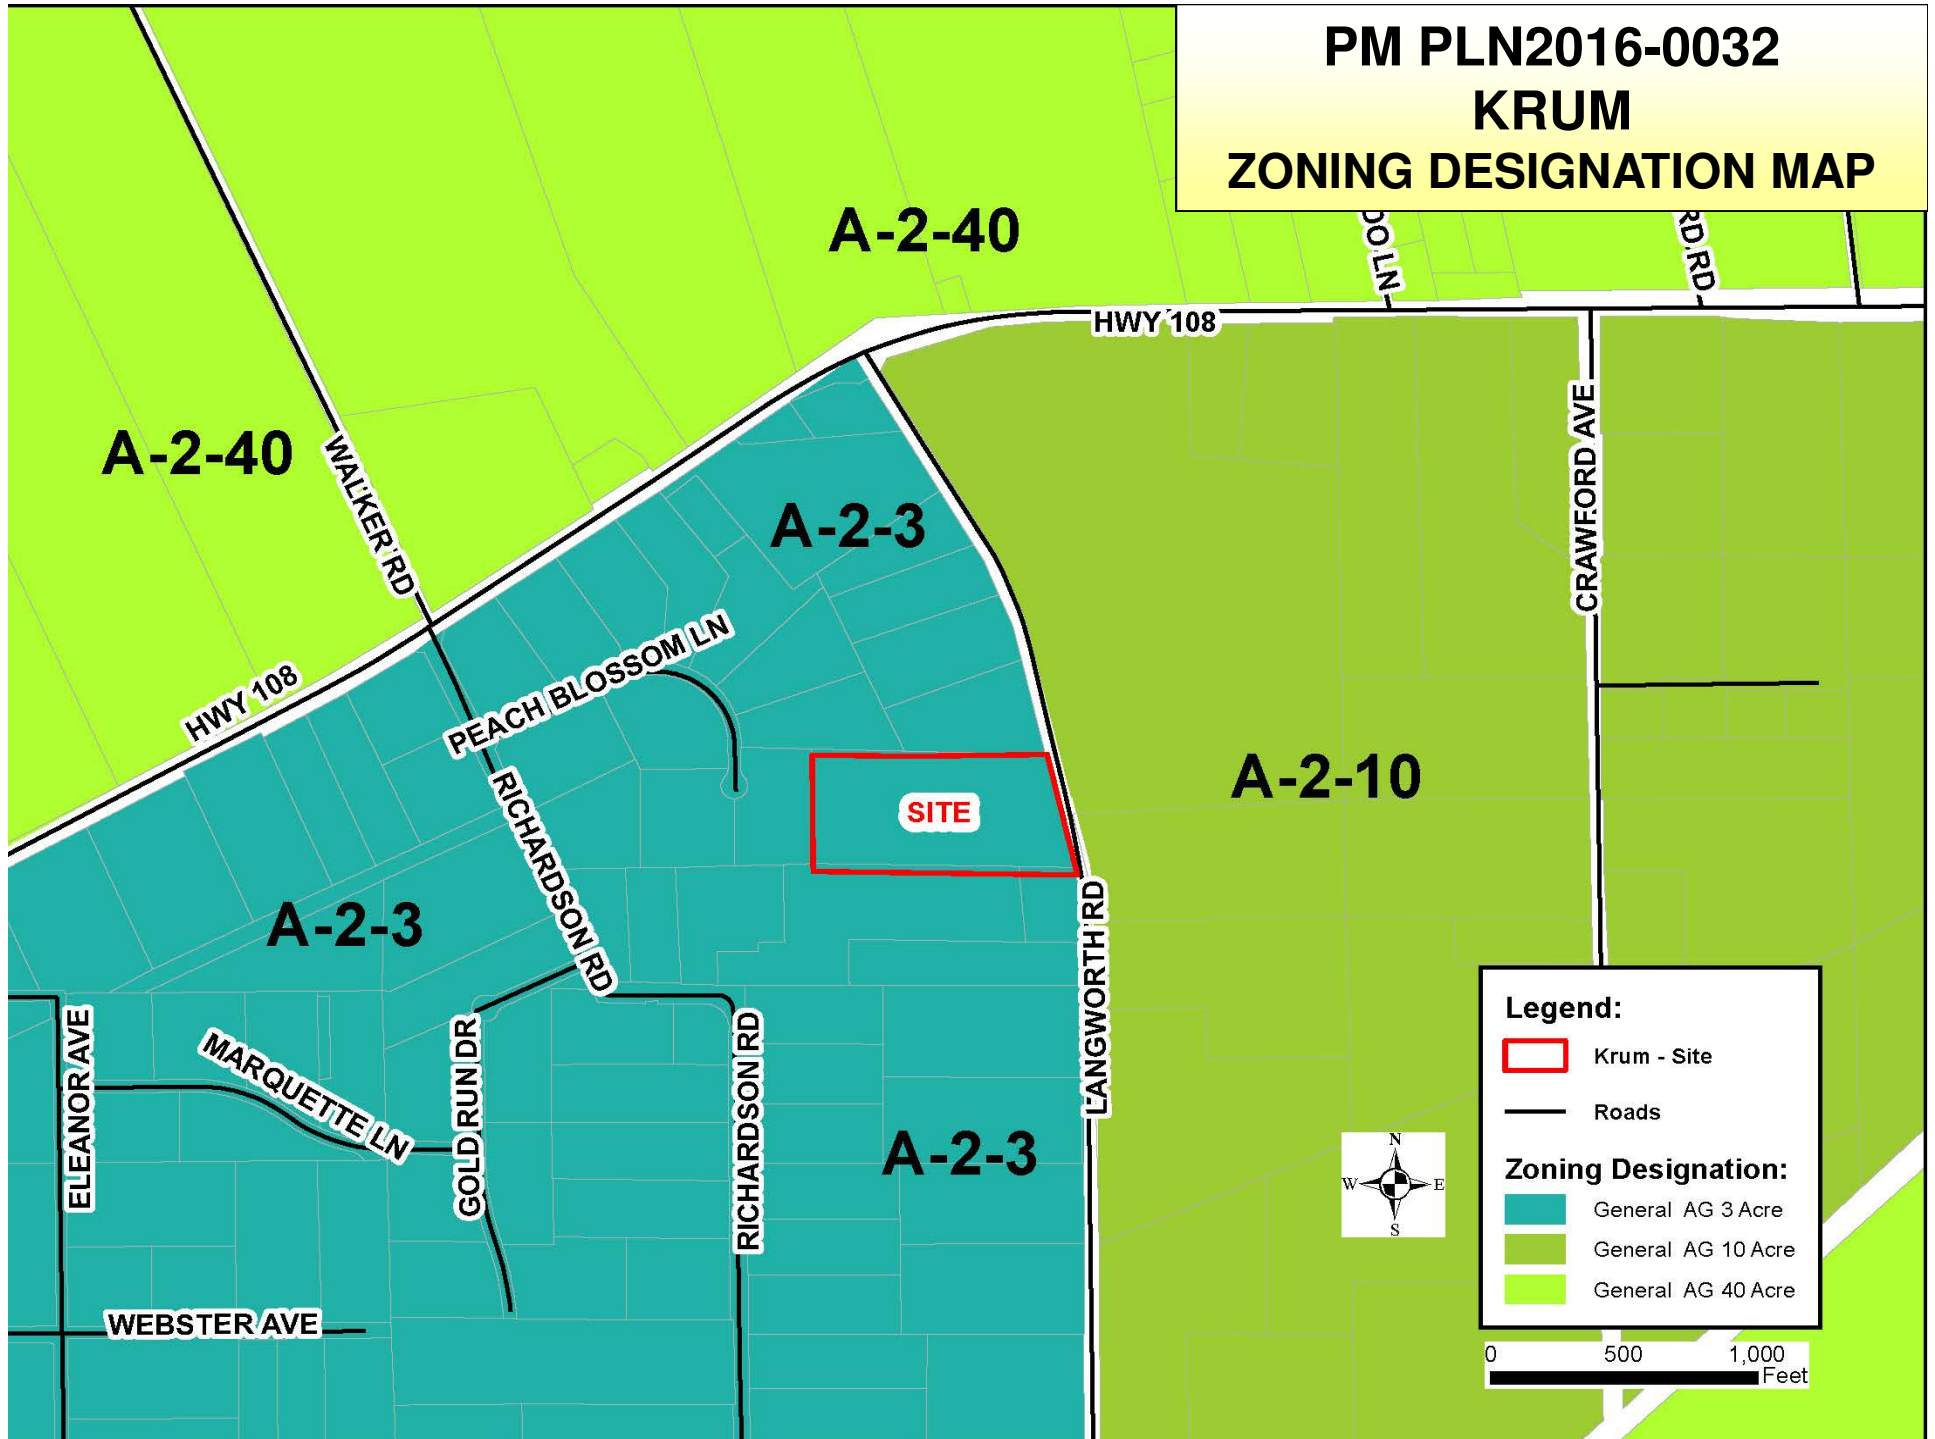 PM PLN2016-0032
KRUM
ZONING DESIGNATION MAP
A-2-40
LN
RD
HWY 108
A-2-40
WALKER RD
CRAWFORD AVE
A-2-3
PEACH BLOSSOM LN
HWY 108
A-2-10
SITE
RICHARDSON RD
A-2-3
LANGWORTH RD
ELEANOR AVE
MARQUETTE LN
GOLD RUN DR
RICHARDSON RD
A-2-3
WEBSTER AVE
N
W E
S
Legend:
Krum - Site
Roads
Zoning Designation:
General AG 3 Acre
General AG 10 Acre
General AG 40 Acre
0 500 1,000
Feet